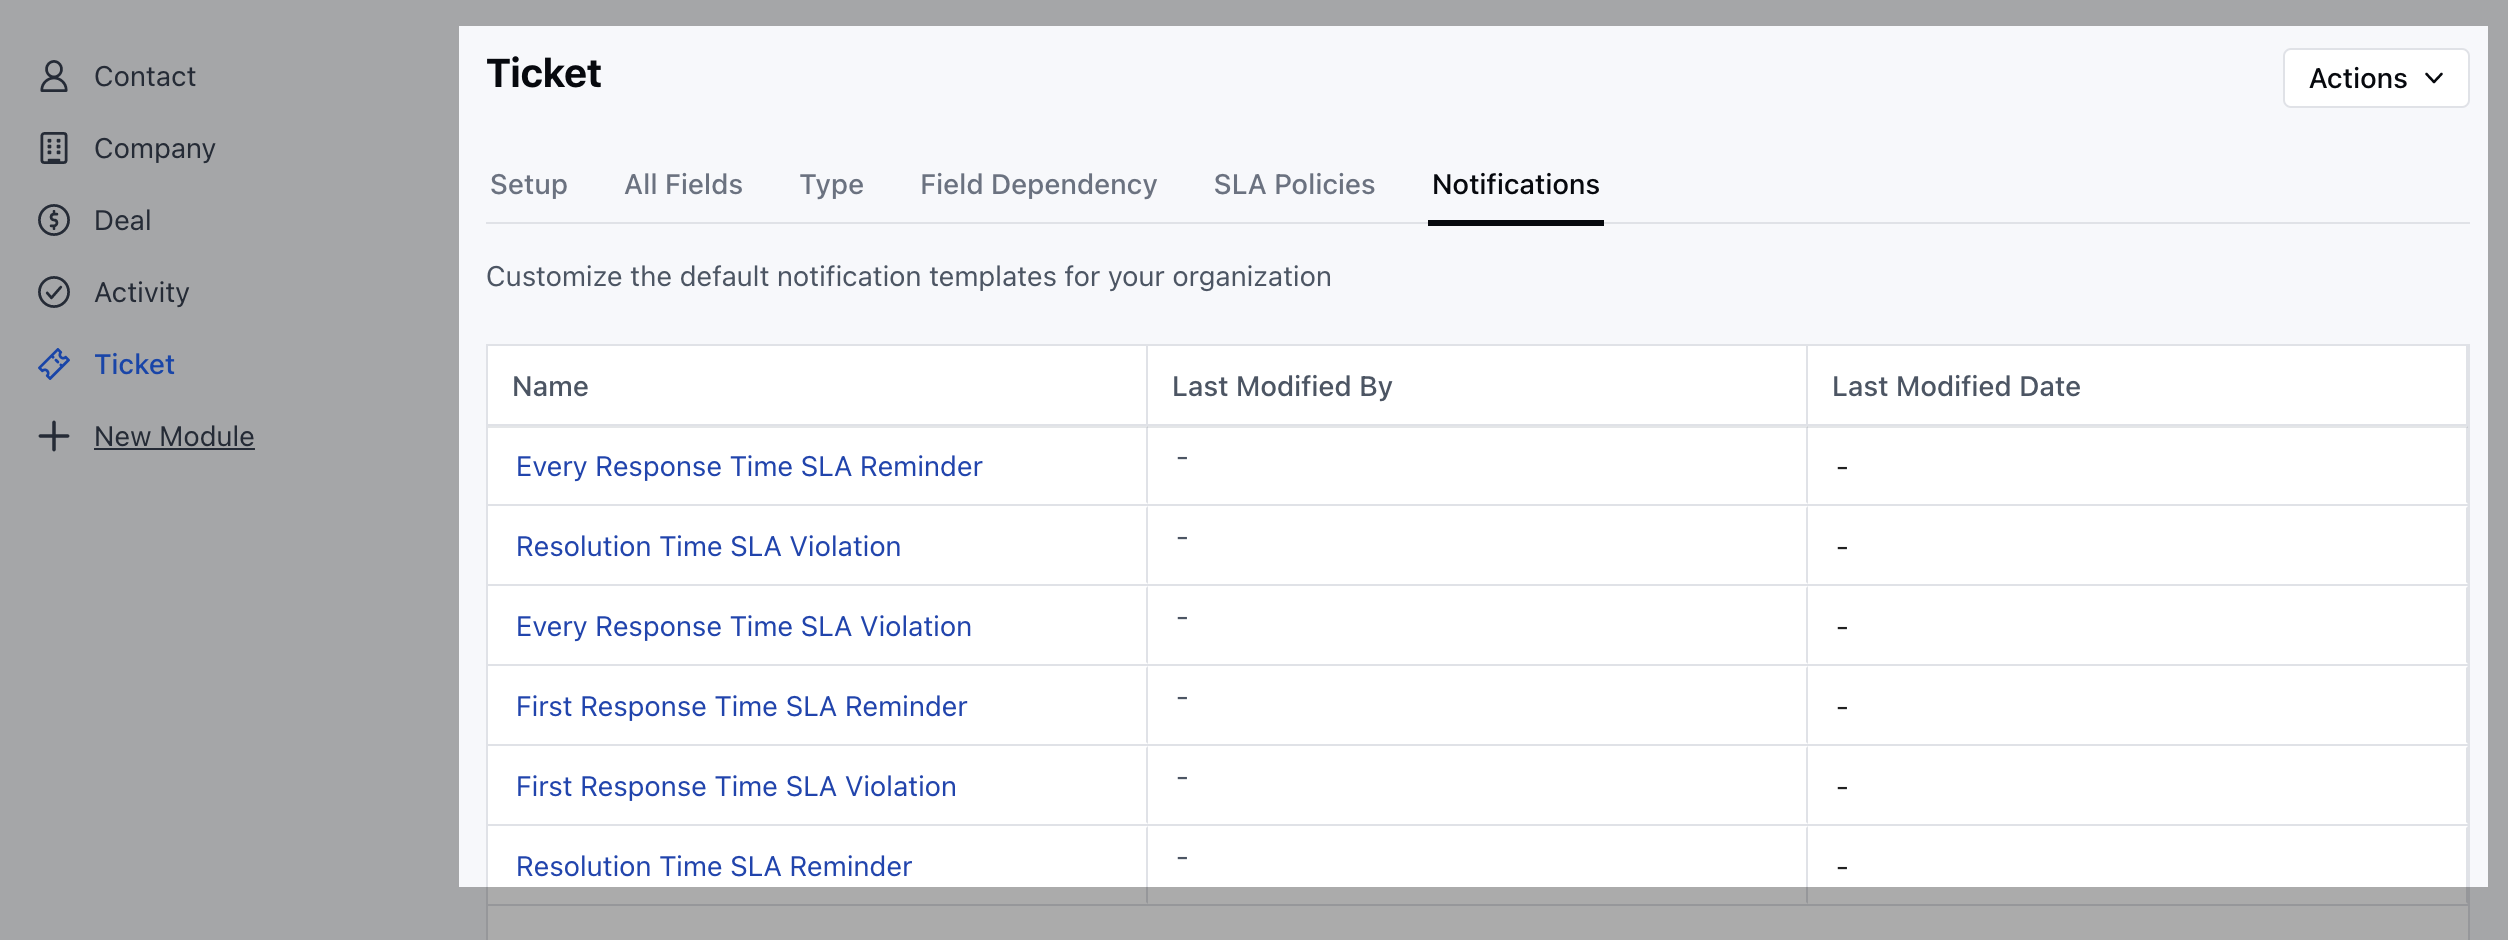 Contact
Company
Deal
Activity
Ticket
New Module
Ticket
Actions
Setup All Fields Type Field Dependency SLA Policies Notifications
Customize the default notification templates for your organization
Name Last Modified By Last Modified Date
Every Response Time SLA Reminder - -
Resolution Time SLA Violation - -
Every Response Time SLA Violation - -
First Response Time SLA Reminder - -
First Response Time SLA Violation - -
Resolution Time SLA Reminder - -